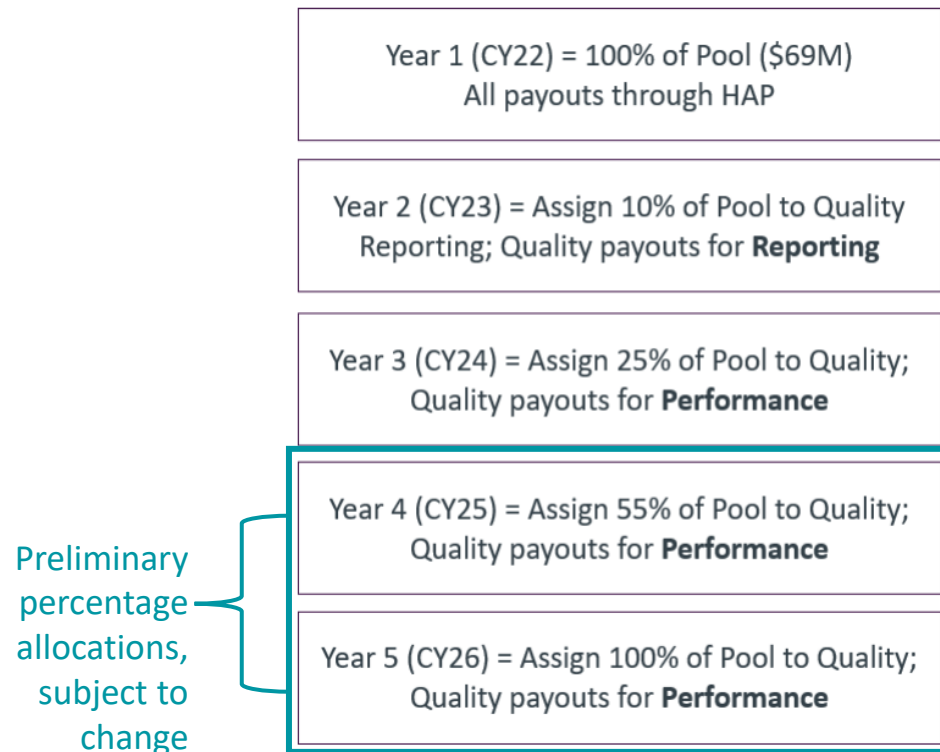 Year 1 (CY22) = 100% of Pool ($69M)
All payouts through HAP
Year 2 (CY23) = Assign 10% of Pool to Quality
Reporting; Quality payouts for Reporting
Year 3 (CY24) = Assign 25% of Pool to Quality;
Quality payouts for Performance
Preliminary
percentage
allocations,
subject to
change
Year 4 (CY25) = Assign 55% of Pool to Quality;
Quality payouts for Performance
Year 5 (CY26) = Assign 100% of Pool to Quality;
Quality payouts for Performance